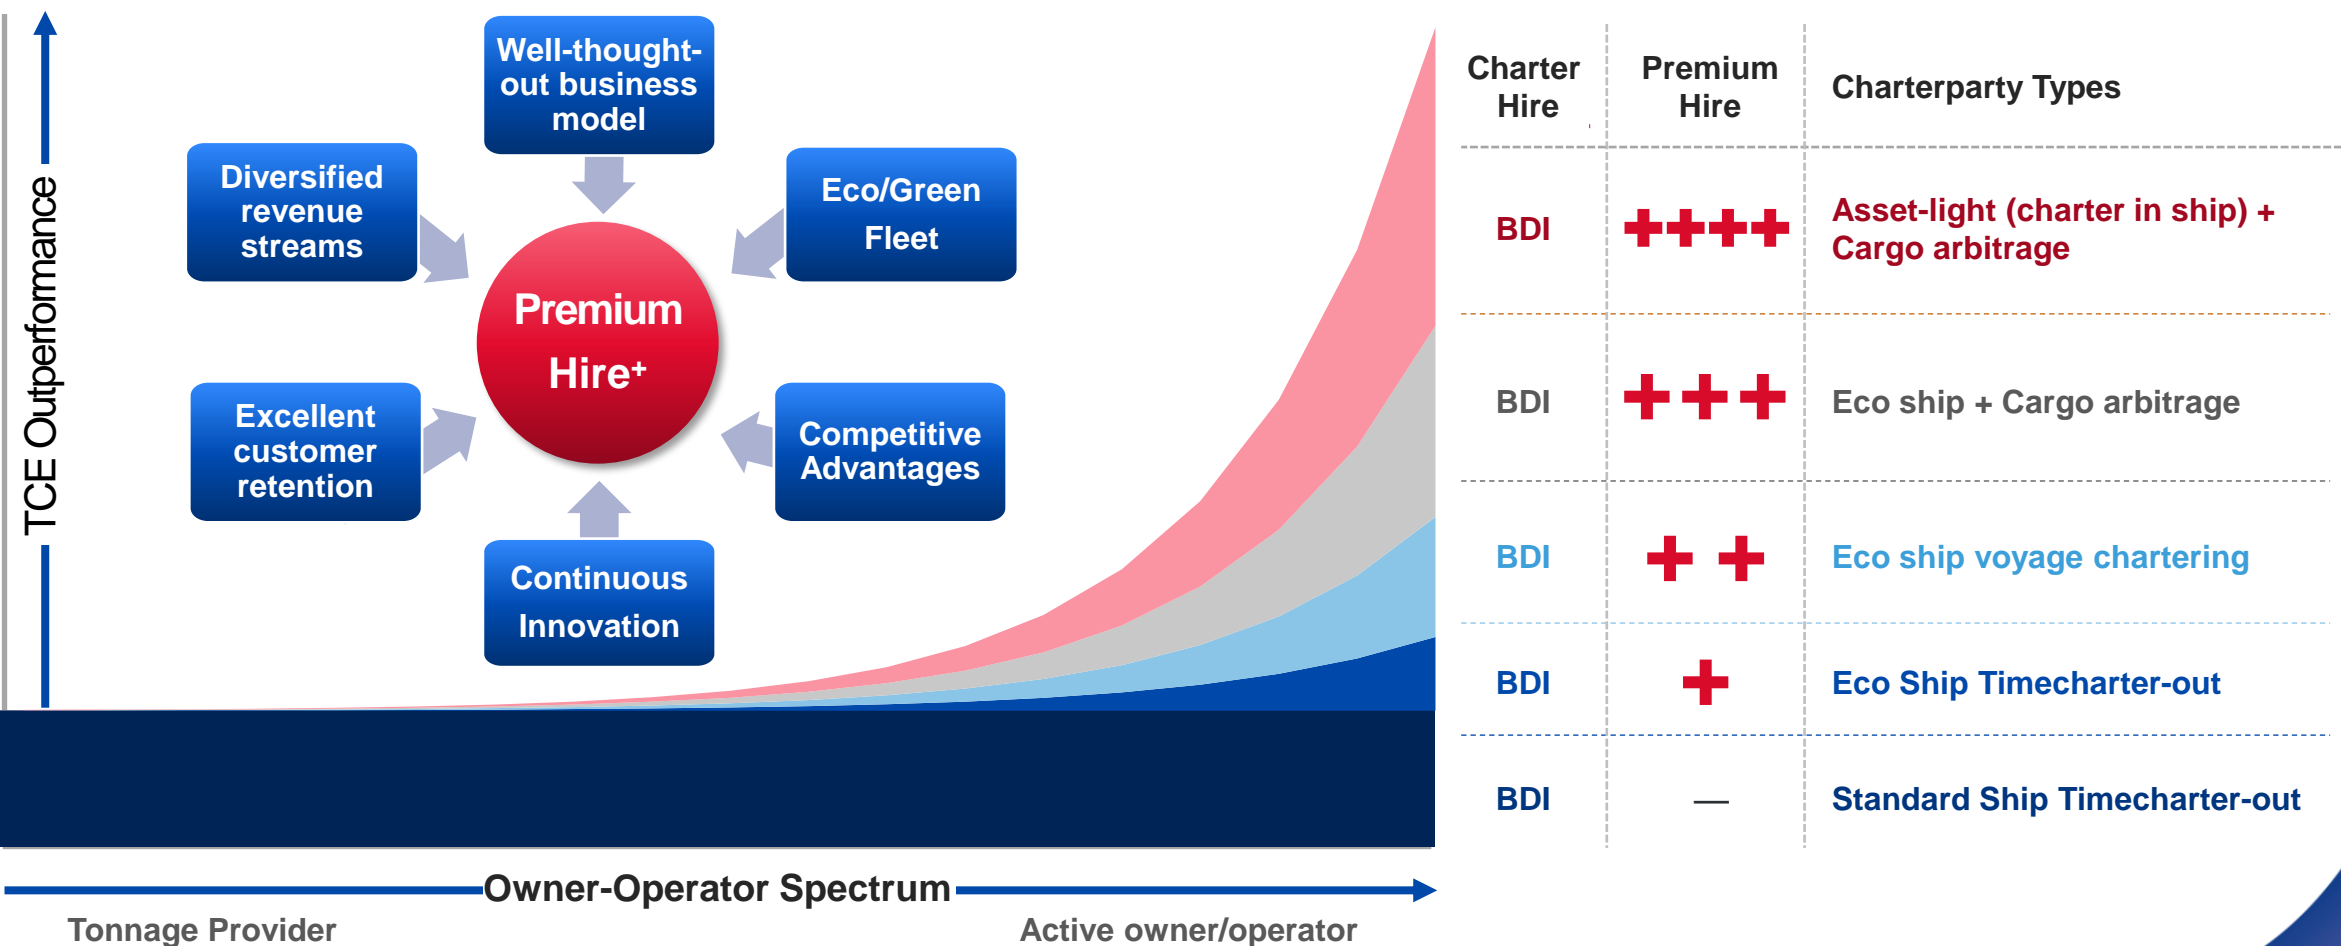 TCE Outperformance
Well-thought-
out business
model
Diversified
revenue
streams
Eco/Green
Fleet
Premium
Hire+
Excellent
customer
retention
Competitive
Advantages
Continuous
Innovation
Owner-Operator Spectrum
Tonnage Provider
Active owner/operator
Charter
Hire
Premium
Hire
Charterparty Types
BDI
++++
Asset-light (charter in ship) +
Cargo arbitrage
BDI
+++
Eco ship + Cargo arbitrage
BDI
++
Eco ship voyage chartering
BDI
+
Eco Ship Timecharter-out
BDI
—
Standard Ship Timecharter-out